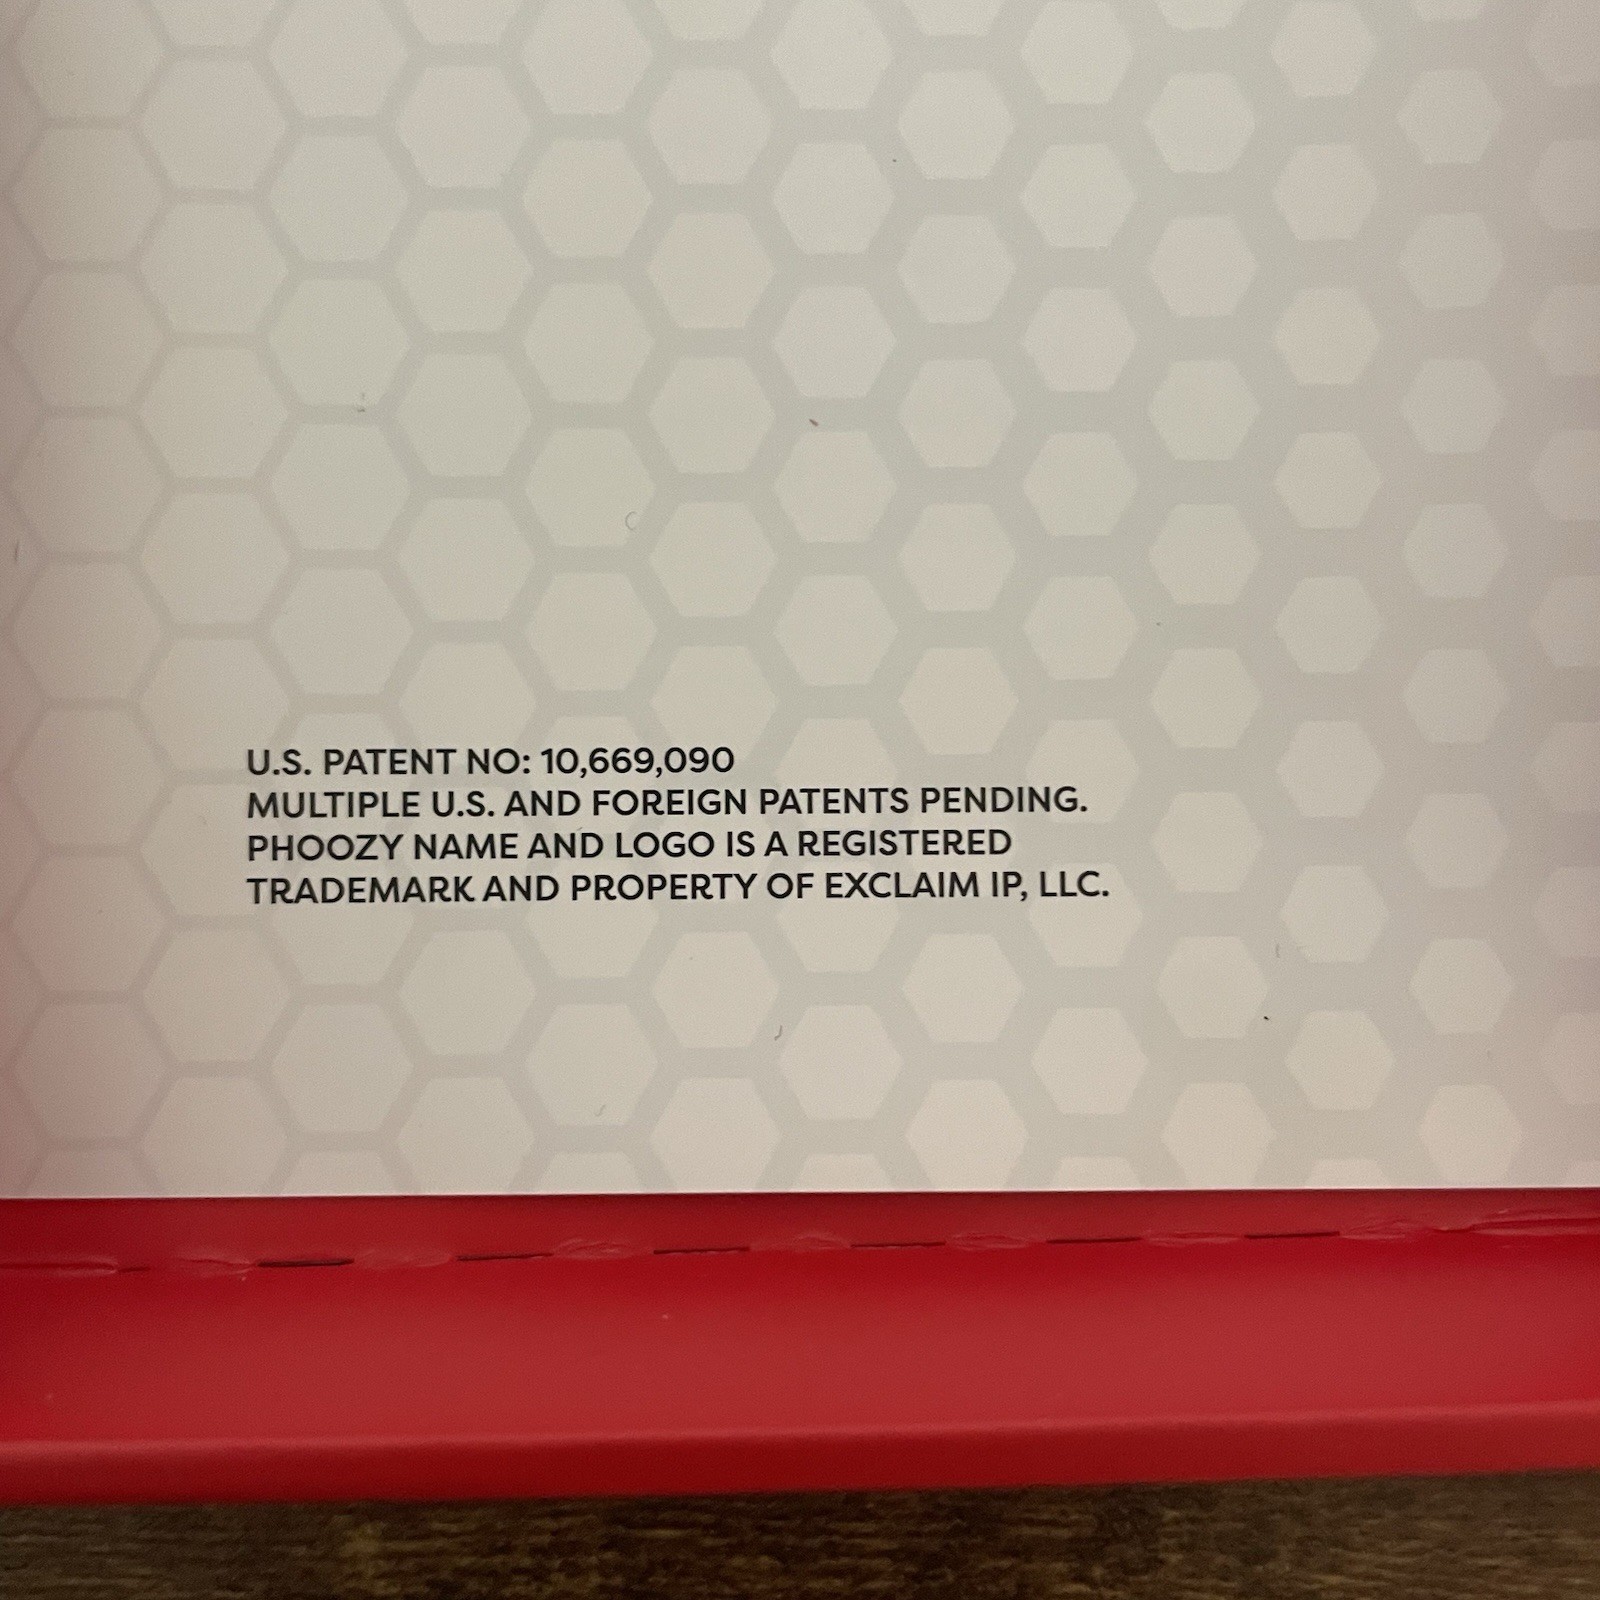 U.S. PATENT NO: 10,669,090
MULTIPLE U.S. AND FOREIGN PATENTS PENDING.
PHOOZY NAME AND LOGO IS A REGISTERED
TRADEMARK AND PROPERTY OF EXCLAIM IP, LLC.